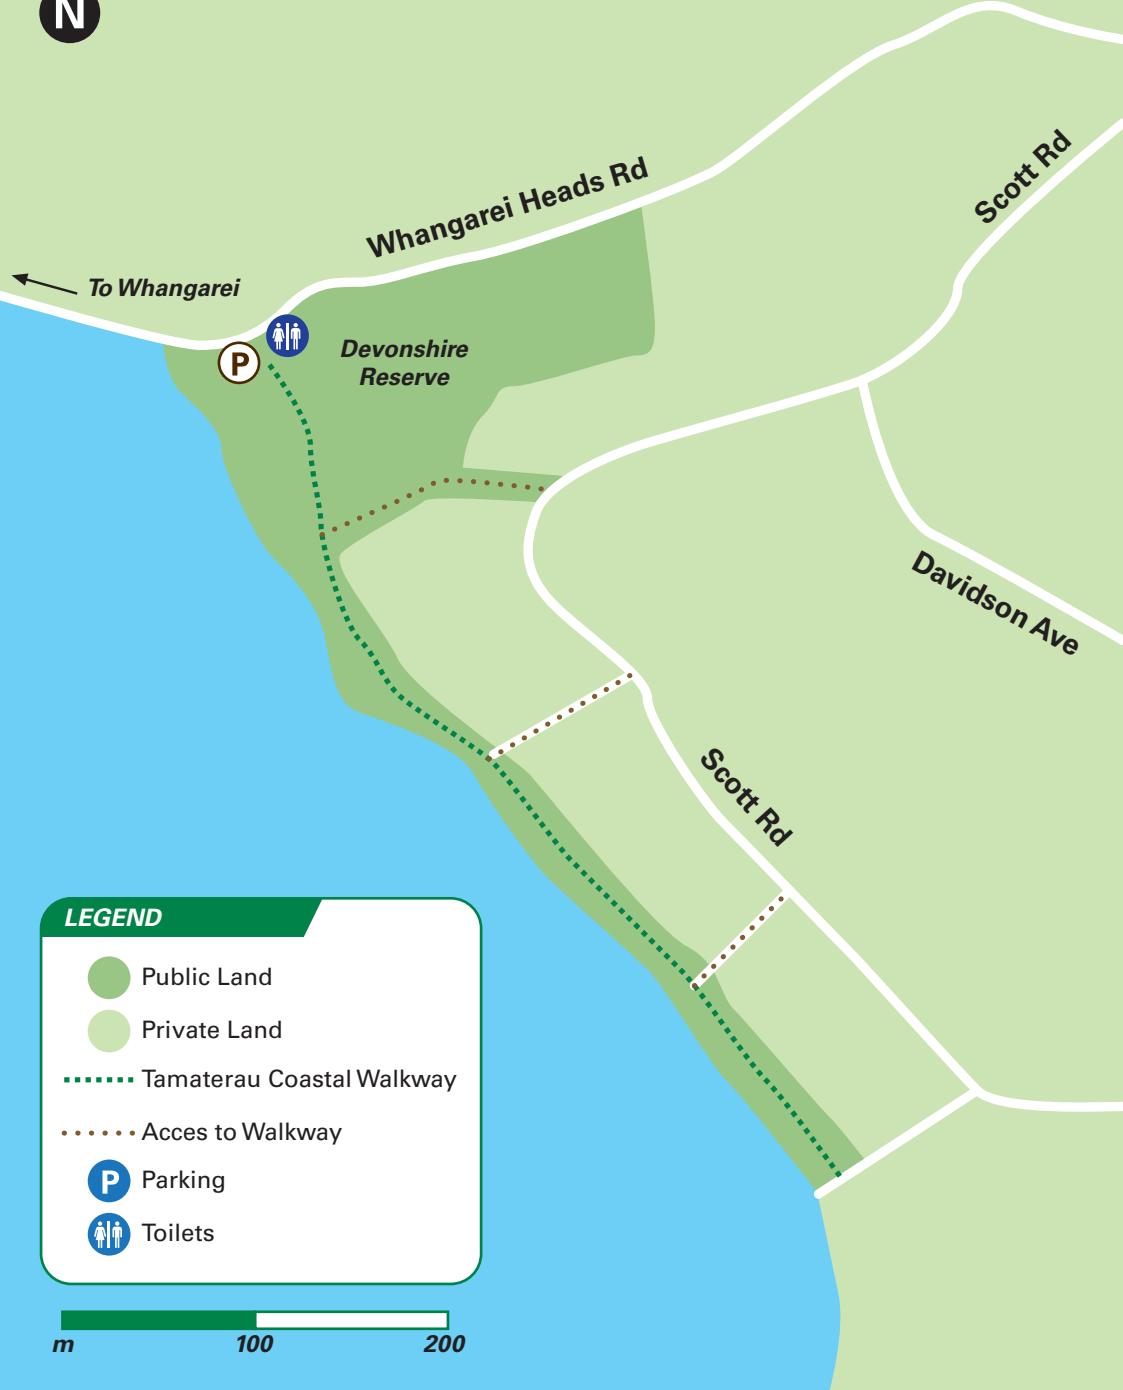 N
Whangarei Heads Rd
Scott Rd
To Whangarei
P
Devonshire
Reserve
Davidson Ave
Scott Rd
LEGEND
Public Land
Private Land
Tamaterau Coastal Walkway
Acces to Walkway
P
Parking
Toilets
m
100
200